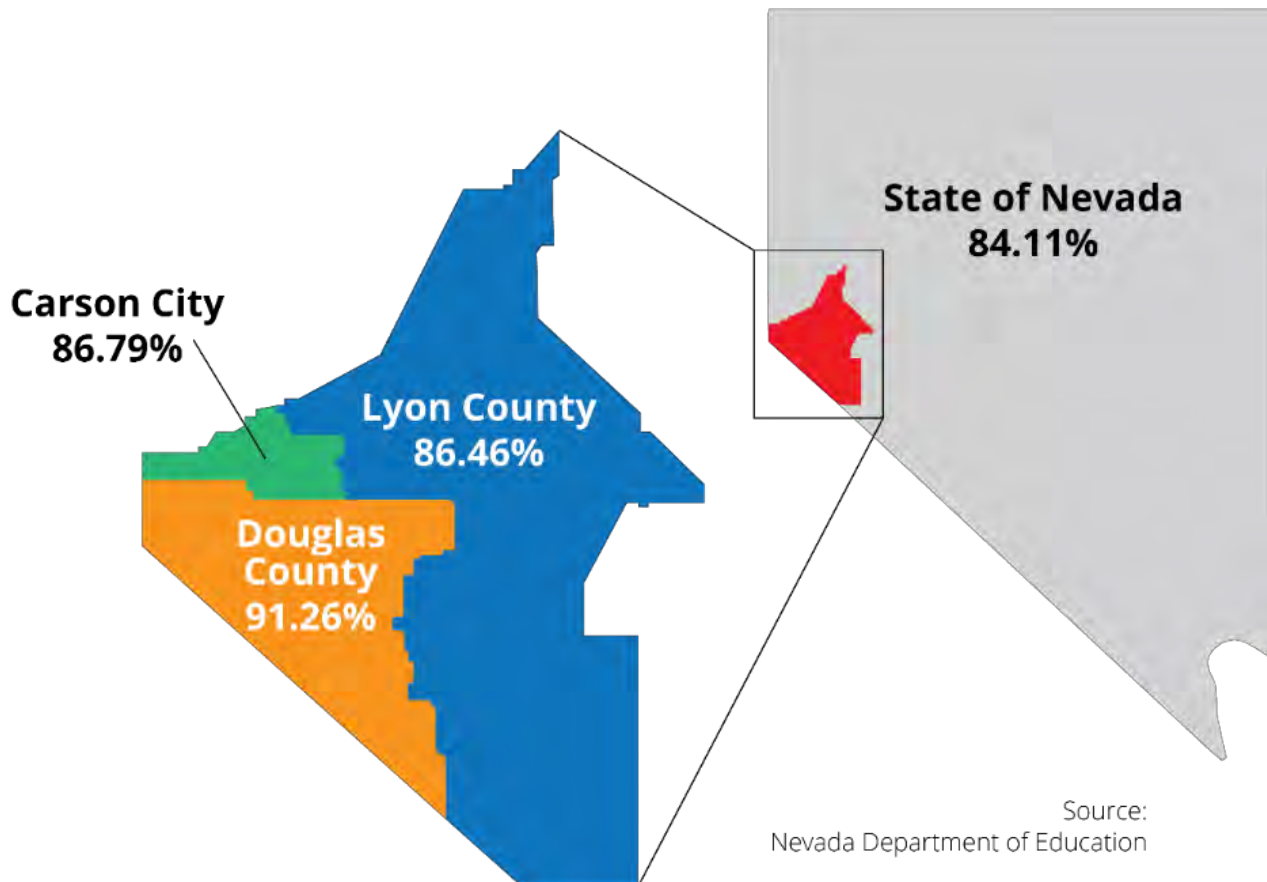 State of Nevada
84.11%
Carson City
86.79%
Lyon County
86.46%
Douglas
County
91.26%
Source:
Nevada Department of Education